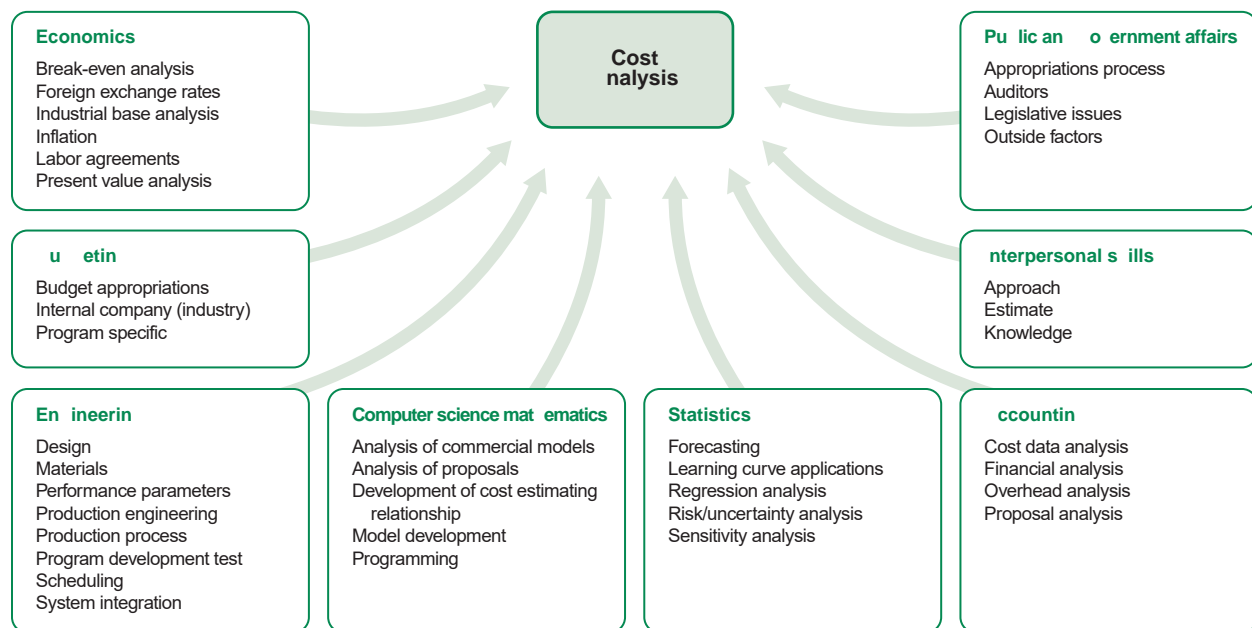 Economics
Break-even analysis
Foreign exchange rates
Industrial base analysis
Inflation
Labor agreements
Present value analysis
Cost
nalysis
Pu lic an o ernment affairs
Appropriations process
Auditors
Legislative issues
Outside factors
u etin
Budget appropriations
Internal company (industry)
Program specific
nterpersonal s ills
Approach
Estimate
Knowledge
En ineerin
Design
Materials
Performance parameters
Production engineering
Production process
Program development test
Scheduling
System integration
Computer science mat ematics
Analysis of commercial models
Analysis of proposals
Development of cost estimating
relationship
Model development
Programming
Statistics
Forecasting
Learning curve applications
Regression analysis
Risk/uncertainty analysis
Sensitivity analysis
ccountin
Cost data analysis
Financial analysis
Overhead analysis
Proposal analysis